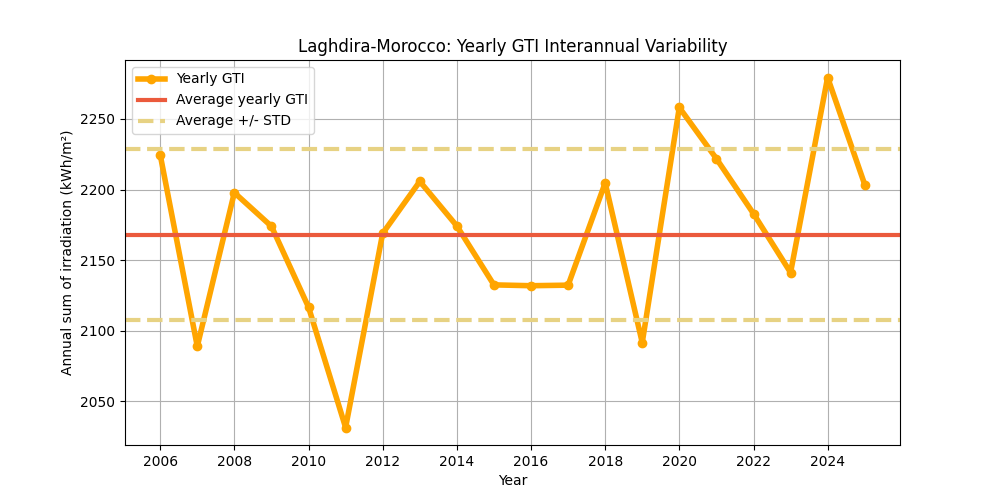 Laghdira-Morocco: Yearly GTI Interannual Variability
Yearly GTI
Average yearly GTI
Average +/- STD
Annual sum of irradiation (kWh/m²)
2250
2200
2150
2100
2050
2006 2008 2010 2012 2014 2016 2018 2020 2022 2024
Year